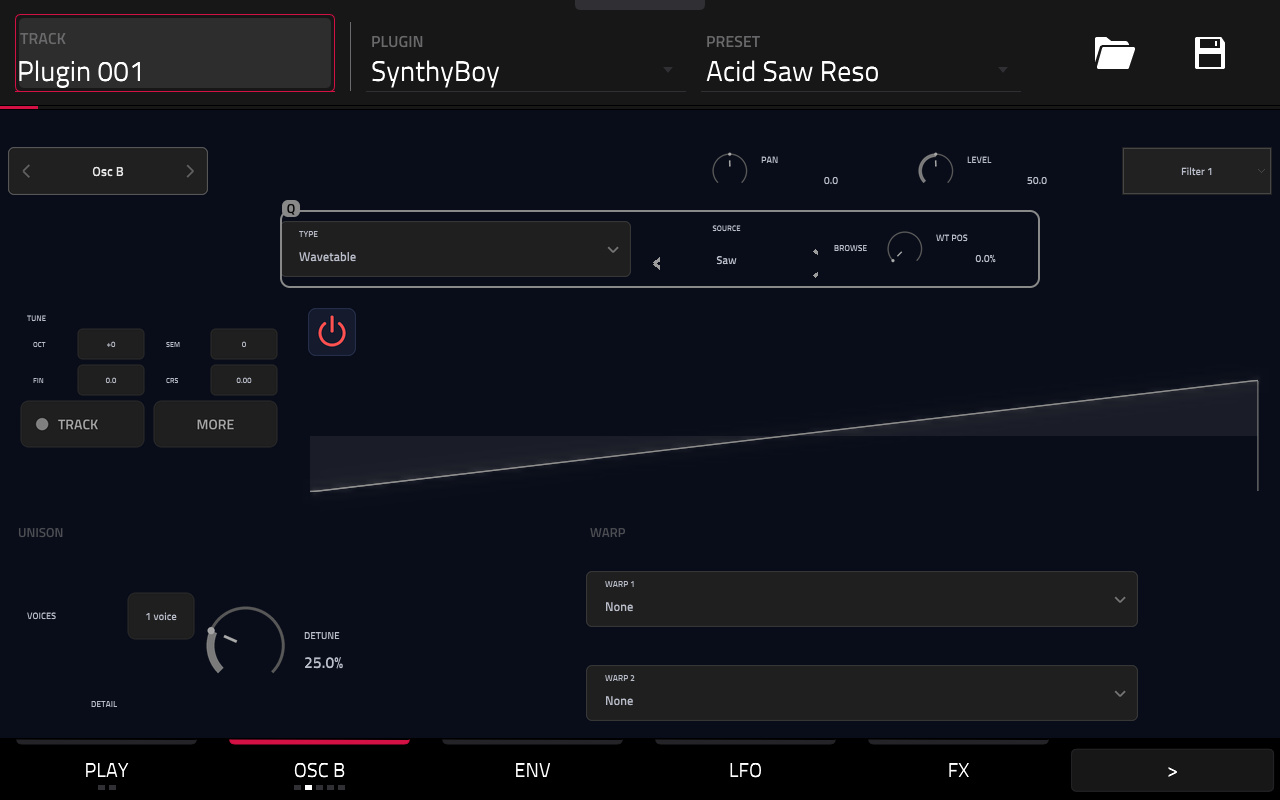 TRACK
Plugin 001
PLUGIN
SynthyBoy
PRESET
Acid Saw Reso
Osc B
PAN
0.0
LEVEL
50.0
Filter 1
Q
TYPE
Wavetable
SOURCE
Saw
BROWSE
WT POS
0.0%
TUNE
OCT
+0
SEM
0
FIN
0.0
CRS
0.00
TRACK
MORE
UNISON
WARP
VOICES
1 voice
DETUNE
25.0%
DETAIL
WARP 1
None
WARP 2
None
PLAY
OSC B
ENV
LFO
FX
>